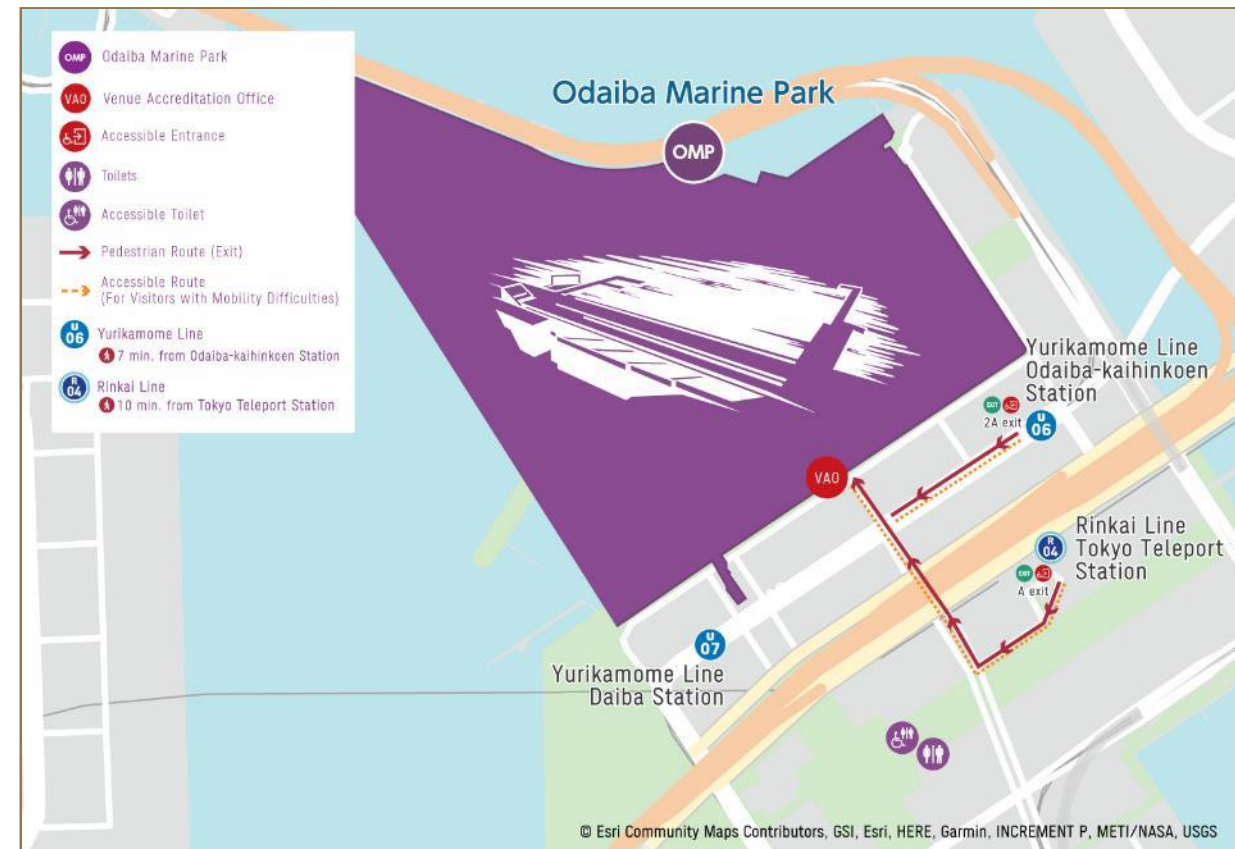 OMP Odaiba Marine Park
VAO Venue Accreditation Office
Accessible Entrance
Toilets
Accessible Toilet
Pedestrian Route (Exit)
Accessible Route
(For Visitors with Mobility Difficulties)
U
06 Yurikamome Line
7 min. from Odaiba-kaihinkoen Station
R
04 Rinkai Line
10 min. from Tokyo Teleport Station
Odaiba Marine Park
OMP
Yurikamome Line
Odaiba-kaihinkoen
Station
EXIT
2A exit
U
06
VAO
Rinkai Line
Tokyo Teleport
Station
R
04
EXIT
A exit
U
07
Yurikamome Line
Daiba Station
© Esri Community Maps Contributors, GSI, Esri, HERE, Garmin, INCREMENT P, METI/NASA, USGS